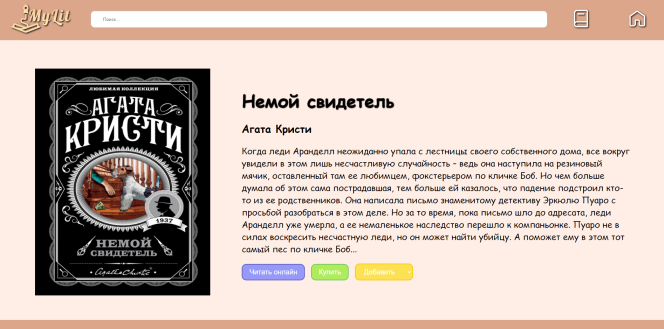 MyLit
Поиск...
ЛЮБИМАЯ КОЛЛЕКЦИЯ
АГАТА
КРИСТИ
1937
НЕМОЙ
СВИДЕТЕЛЬ
Agatha Christie
Немой свидетель
Агата Кристи
Когда леди Аранделл неожиданно упала с лестницы своего собственного дома, все вокруг
увидели в этом лишь несчастливую случайность – ведь она наступила на резиновый
мячик, оставленный там ее любимцем, фокстерьером по кличке Боб. Но чем больше
думала об этом сама пострадавшая, тем больше ей казалось, что падение подстроил кто-
то из ее родственников. Она написала письмо знаменитому детективу Эркюлю Пуаро с
просьбой разобраться в этом деле. Но за то время, пока письмо шло до адресата, леди
Аранделл уже умерла, а ее немаленькое наследство перешло к компаньонке. Пуаро не в
силах воскресить несчастную леди, но он может найти убийцу. А поможет ему в этом тот
самый пес по кличке Боб...
Читать онлайн
Купить
Добавить